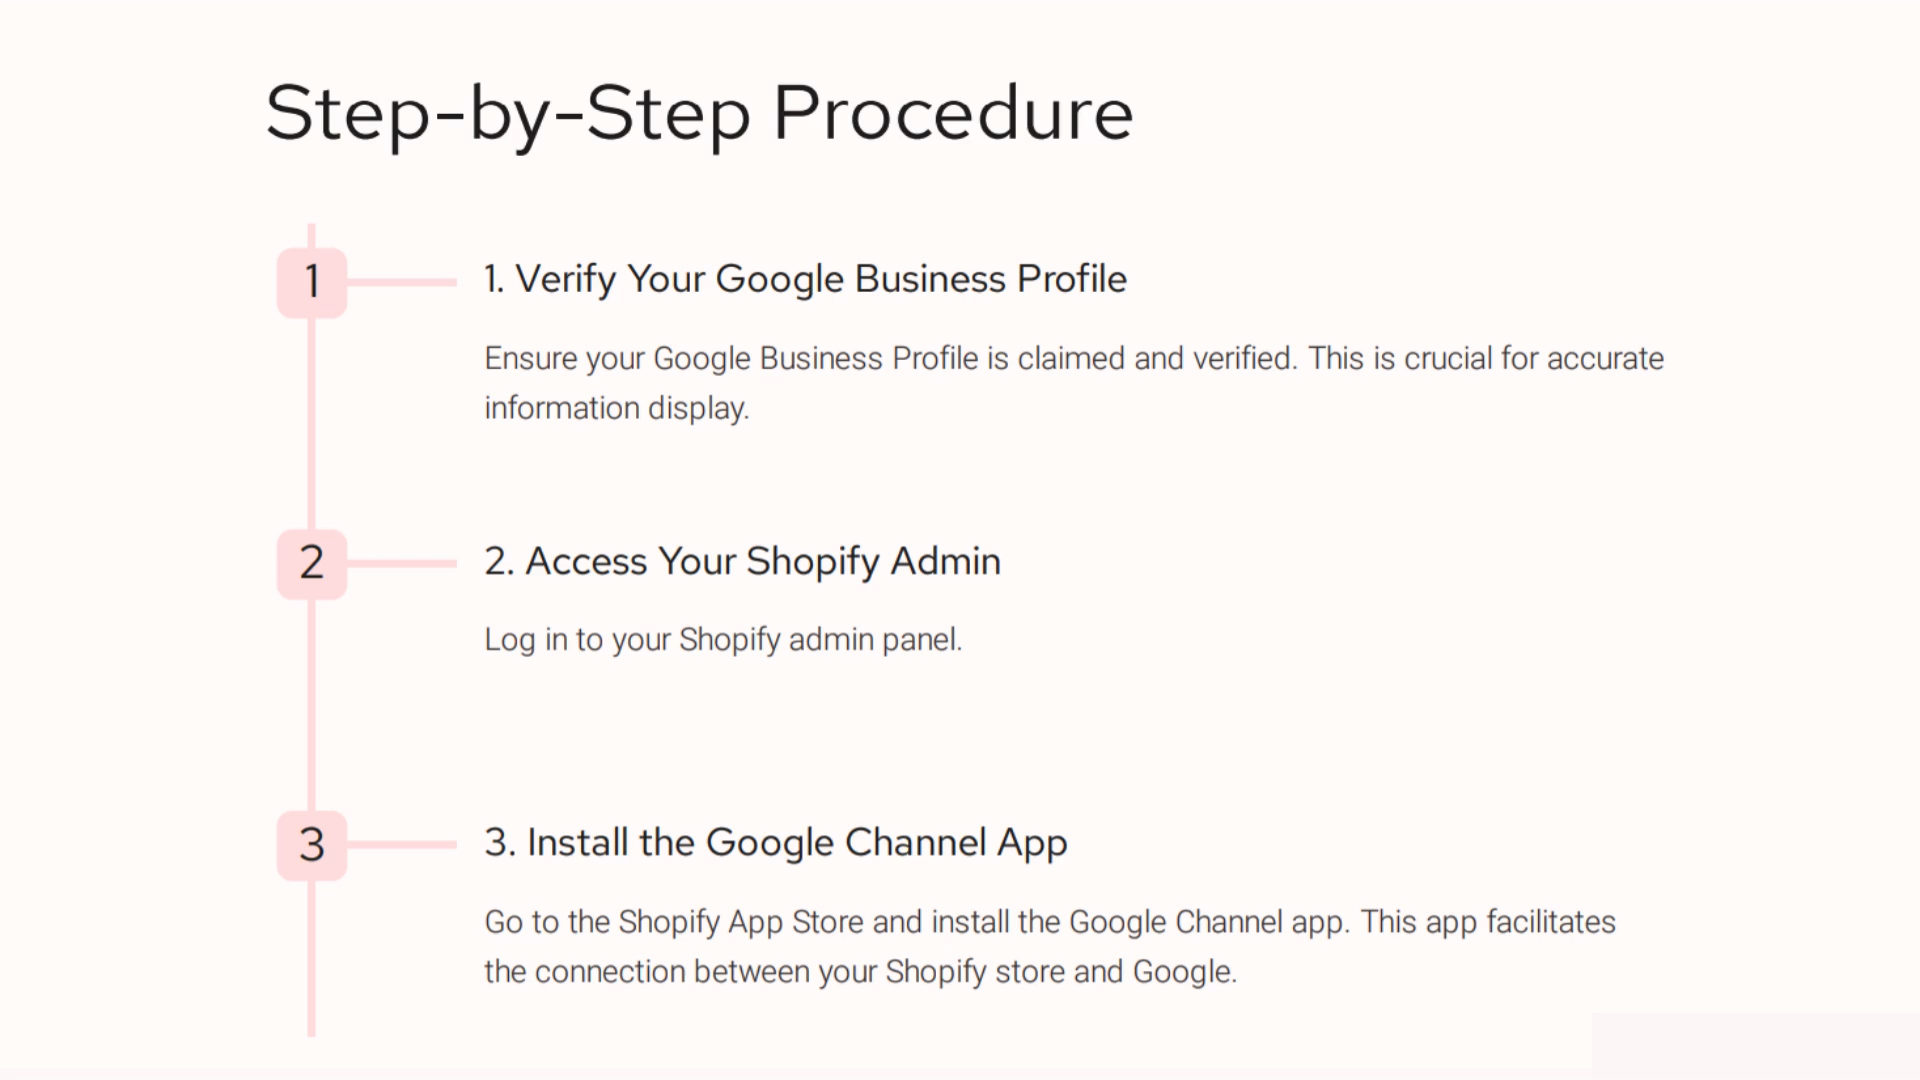 Step-by-Step Procedure
1
1. Verify Your Google Business Profile
Ensure your Google Business Profile is claimed and verified. This is crucial for accurate
information display.
2
2. Access Your Shopify Admin
Log in to your Shopify admin panel.
3
3. Install the Google Channel App
Go to the Shopify App Store and install the Google Channel app. This app facilitates
the connection between your Shopify store and Google.